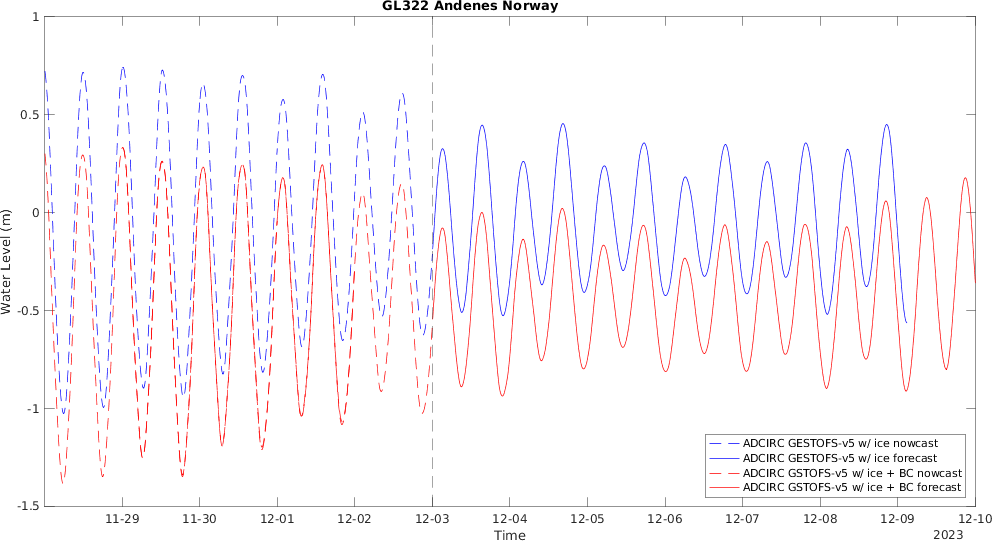 GL322 Andenes Norway
1
0.5
0
-0.5
-1
-1.5
Water Level (m)
11-29 11-30 12-01 12-02 12-03 12-04 12-05 12-06 12-07 12-08 12-09 12-10
Time
2023
ADCIRC GESTOFS-v5 w/ ice nowcast
ADCIRC GESTOFS-v5 w/ ice forecast
ADCIRC GSTOFS-v5 w/ ice + BC nowcast
ADCIRC GSTOFS-v5 w/ ice + BC forecast